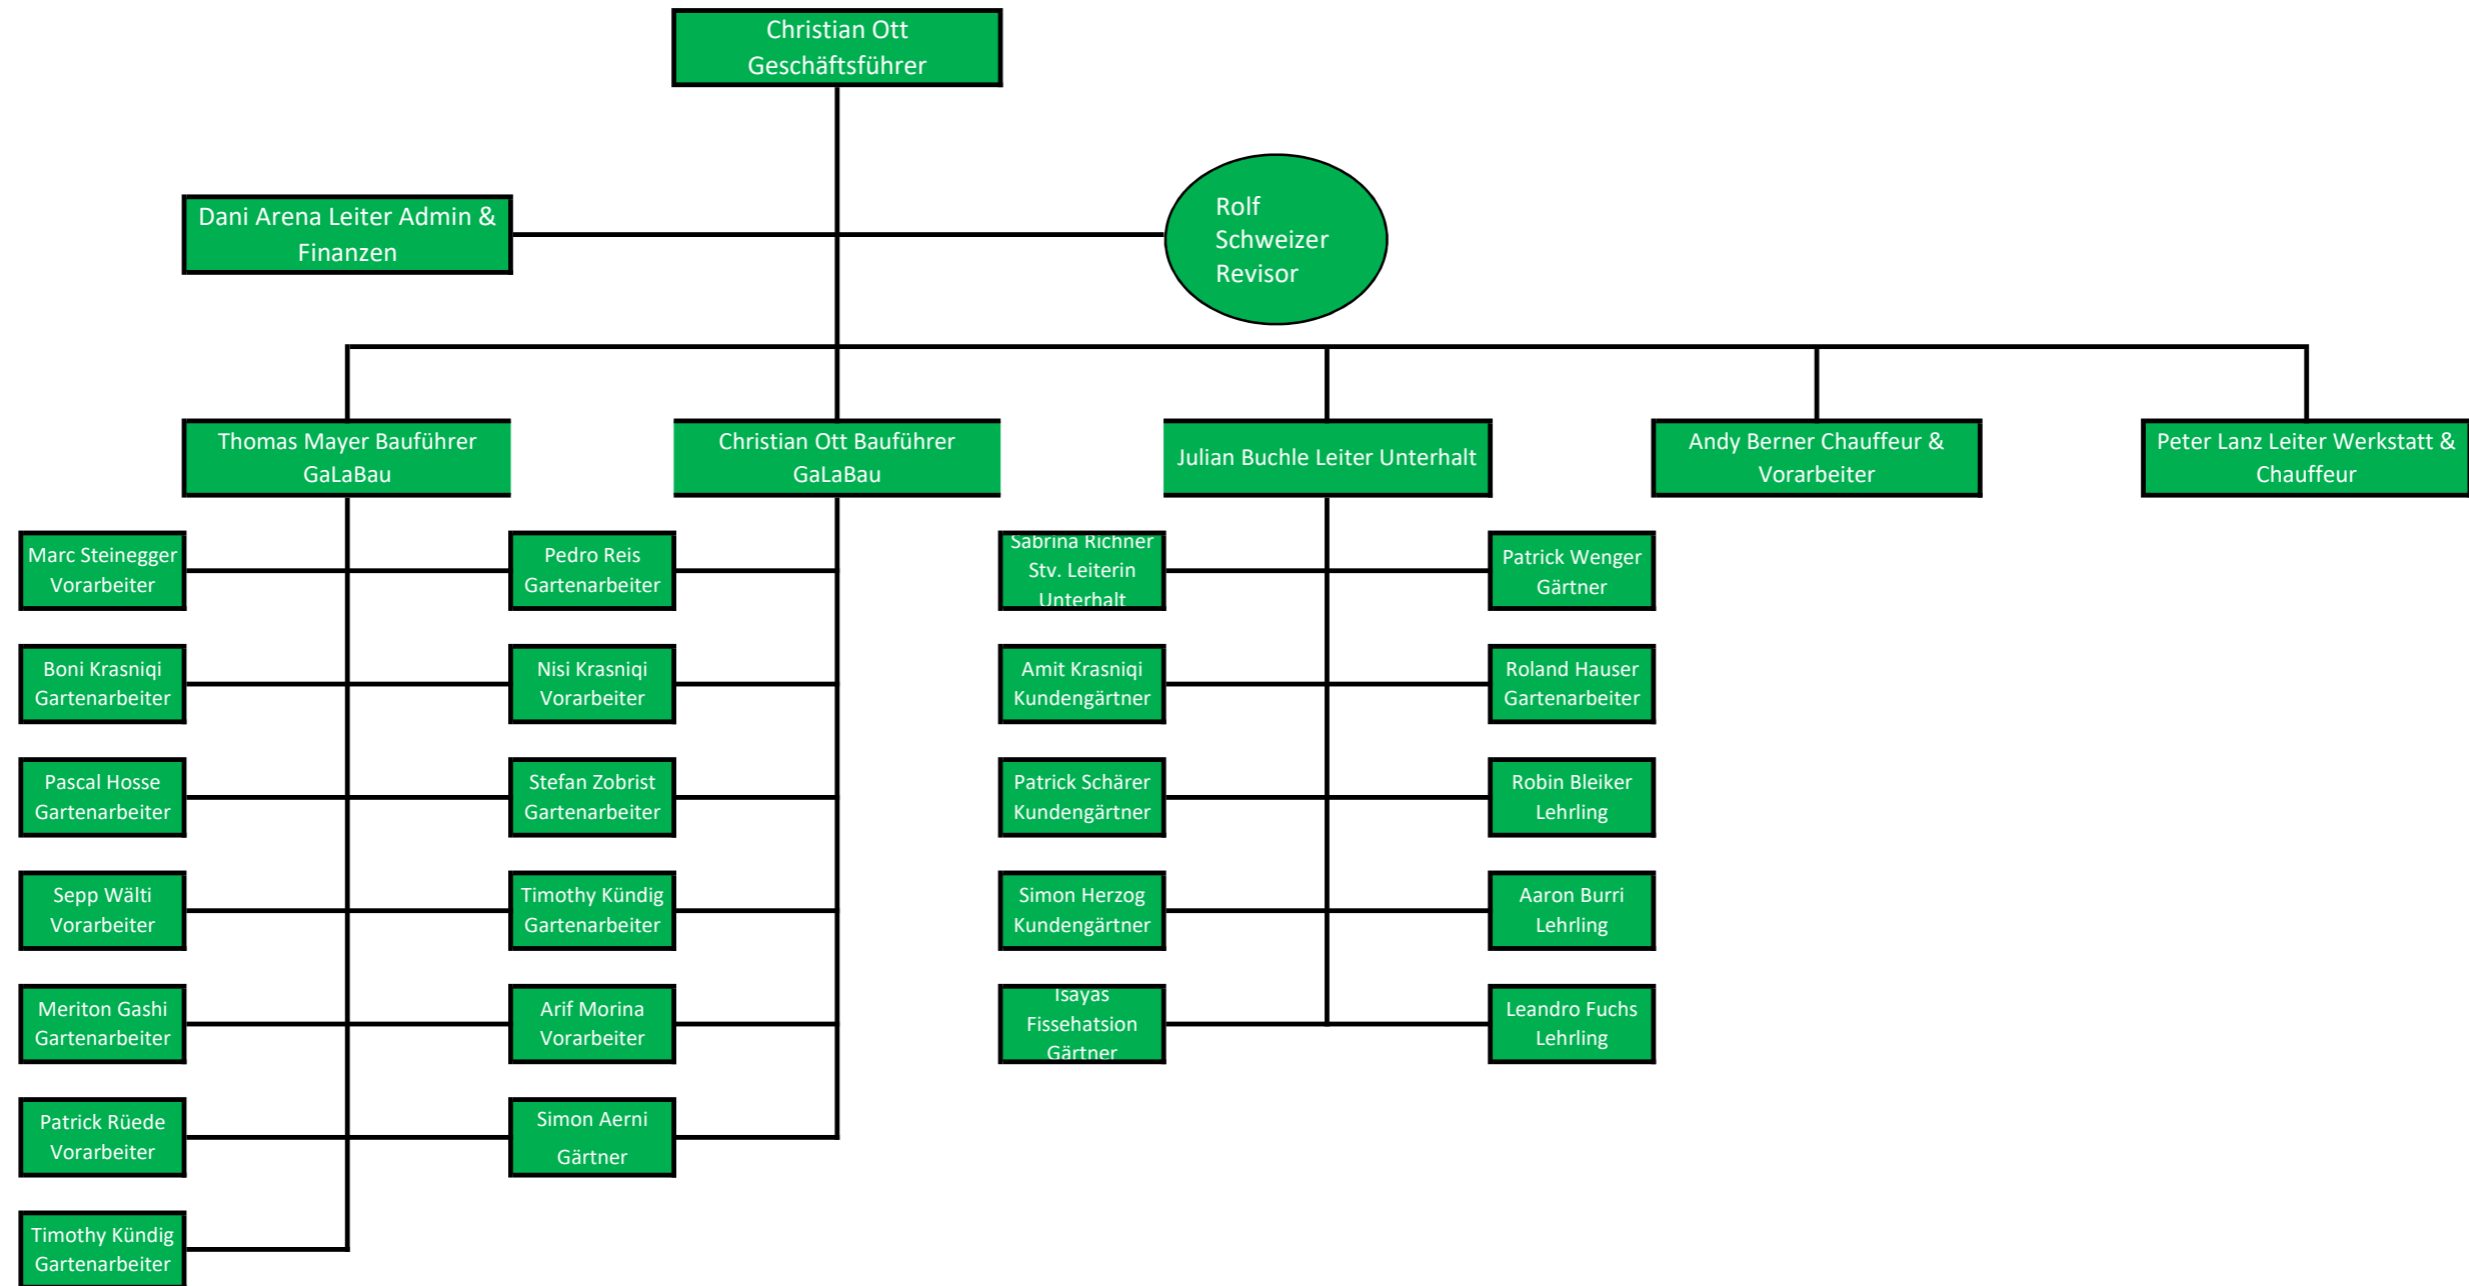 Christian Ott
Geschäftsführer
Dani Arena Leiter Admin &
Finanzen
Rolf
Schweizer
Revisor
Thomas Mayer Bauführer
GaLaBau
Christian Ott Bauführer
GaLaBau
Julian Buchle Leiter Unterhalt
Andy Berner Chauffeur &
Vorarbeiter
Peter Lanz Leiter Werkstatt &
Chauffeur
Marc Steinegger
Vorarbeiter
Pedro Reis
Gartenarbeiter
Sabrina Richner
Stv. Leiterin
Unterhalt
Patrick Wenger
Gärtner
Boni Krasniqi
Gartenarbeiter
Nisi Krasniqi
Vorarbeiter
Amit Krasniqi
Kundengärtner
Roland Hauser
Gartenarbeiter
Pascal Hosse
Gartenarbeiter
Stefan Zobrist
Gartenarbeiter
Patrick Schärer
Kundengärtner
Robin Bleiker
Lehrling
Sepp Wälti
Vorarbeiter
Timothy Kündig
Gartenarbeiter
Simon Herzog
Kundengärtner
Aaron Burri
Lehrling
Meriton Gashi
Gartenarbeiter
Arif Morina
Vorarbeiter
Isayas
Fissehatsion
Gärtner
Leandro Fuchs
Lehrling
Patrick Rüede
Vorarbeiter
Simon Aerni
Gärtner
Timothy Kündig
Gartenarbeiter